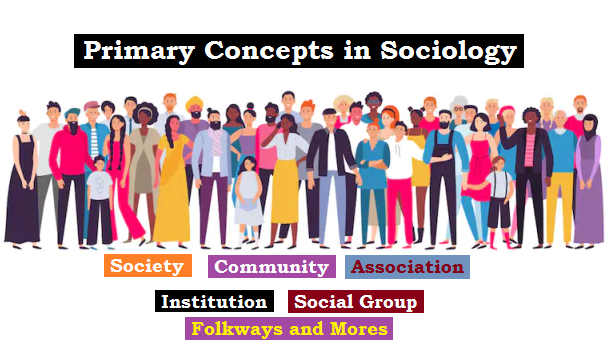 Primary Concepts in Sociology
Society Community Association
Institution Social Group
Folkways and Mores